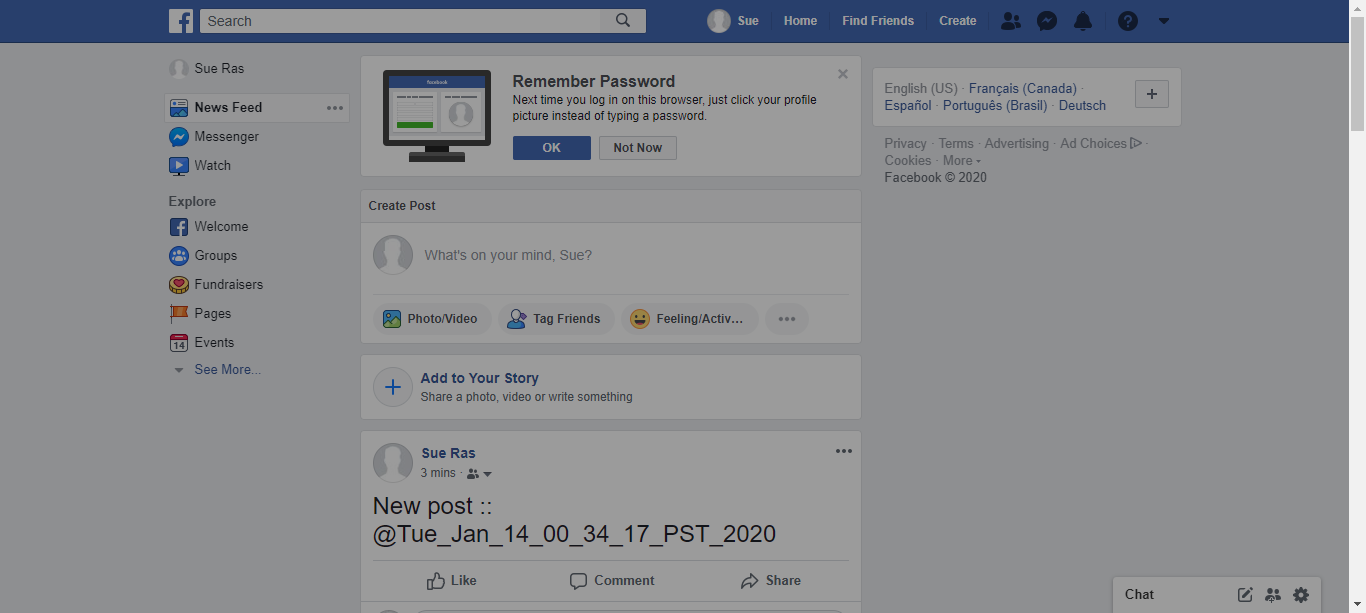 Search
Sue
Home
Find Friends
Create
Sue Ras
News Feed
Messenger
Watch
Explore
Welcome
Groups
Fundraisers
Pages
14
Events
See More...
facebook
Remember Password
Next time you log in on this browser, just click your profile
picture instead of typing a password.
OK
Not Now
Create Post
What's on your mind, Sue?
Photo/Video
Tag Friends
Feeling/Activ...
Add to Your Story
Share a photo, video or write something
Sue Ras
3 mins ·
New post ::
@Tue_Jan_14_00_34_17_PST_2020
Like
Comment
Share
English (US) · Français (Canada) ·
Español · Português (Brasil) · Deutsch
Privacy · Terms · Advertising · Ad Choices ·
Cookies · More
Facebook © 2020
Chat